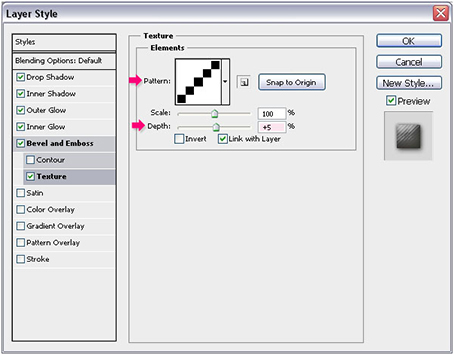 Layer Style
Styles
Blending Options: Default
Drop Shadow
Inner Shadow
Outer Glow
Inner Glow
Bevel and Emboss
Contour
Texture
Satin
Color Overlay
Gradient Overlay
Pattern Overlay
Stroke
Texture
Elements
Pattern:
Snap to Origin
Scale: 100 %
Depth: +5 %
Invert Link with Layer
OK
Cancel
New Style...
Preview